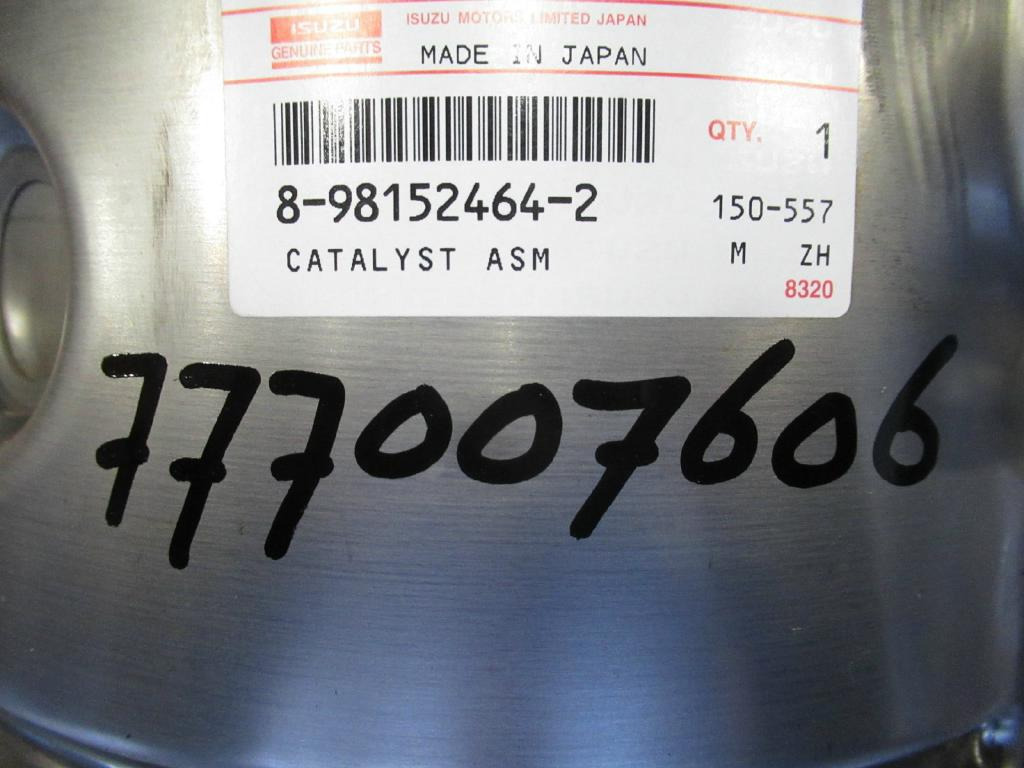 ISUZU
GENUINE PARTS
ISUZU MOTORS LIMITED JAPAN
MADE IN JAPAN
QTY. 1
8-98152464-2
150-557
CATALYST ASM
M ZH
8320
777007606